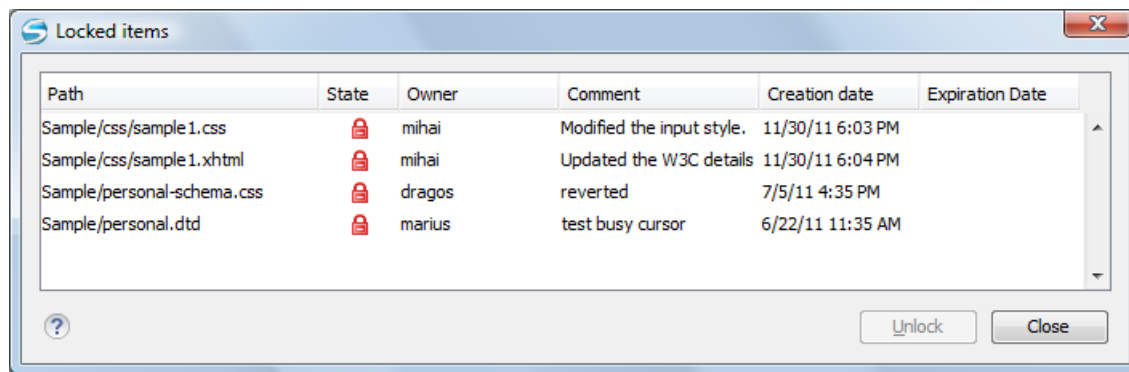 Locked items
Path State Owner Comment Creation date Expiration Date
Sample/css/sample1.css mihai Modified the input style. 11/30/11 6:03 PM
Sample/css/sample1.xhtml mihai Updated the W3C details 11/30/11 6:04 PM
Sample/personal-schema.css dragos reverted 7/5/11 4:35 PM
Sample/personal.dtd marius test busy cursor 6/22/11 11:35 AM
? Unlock Close